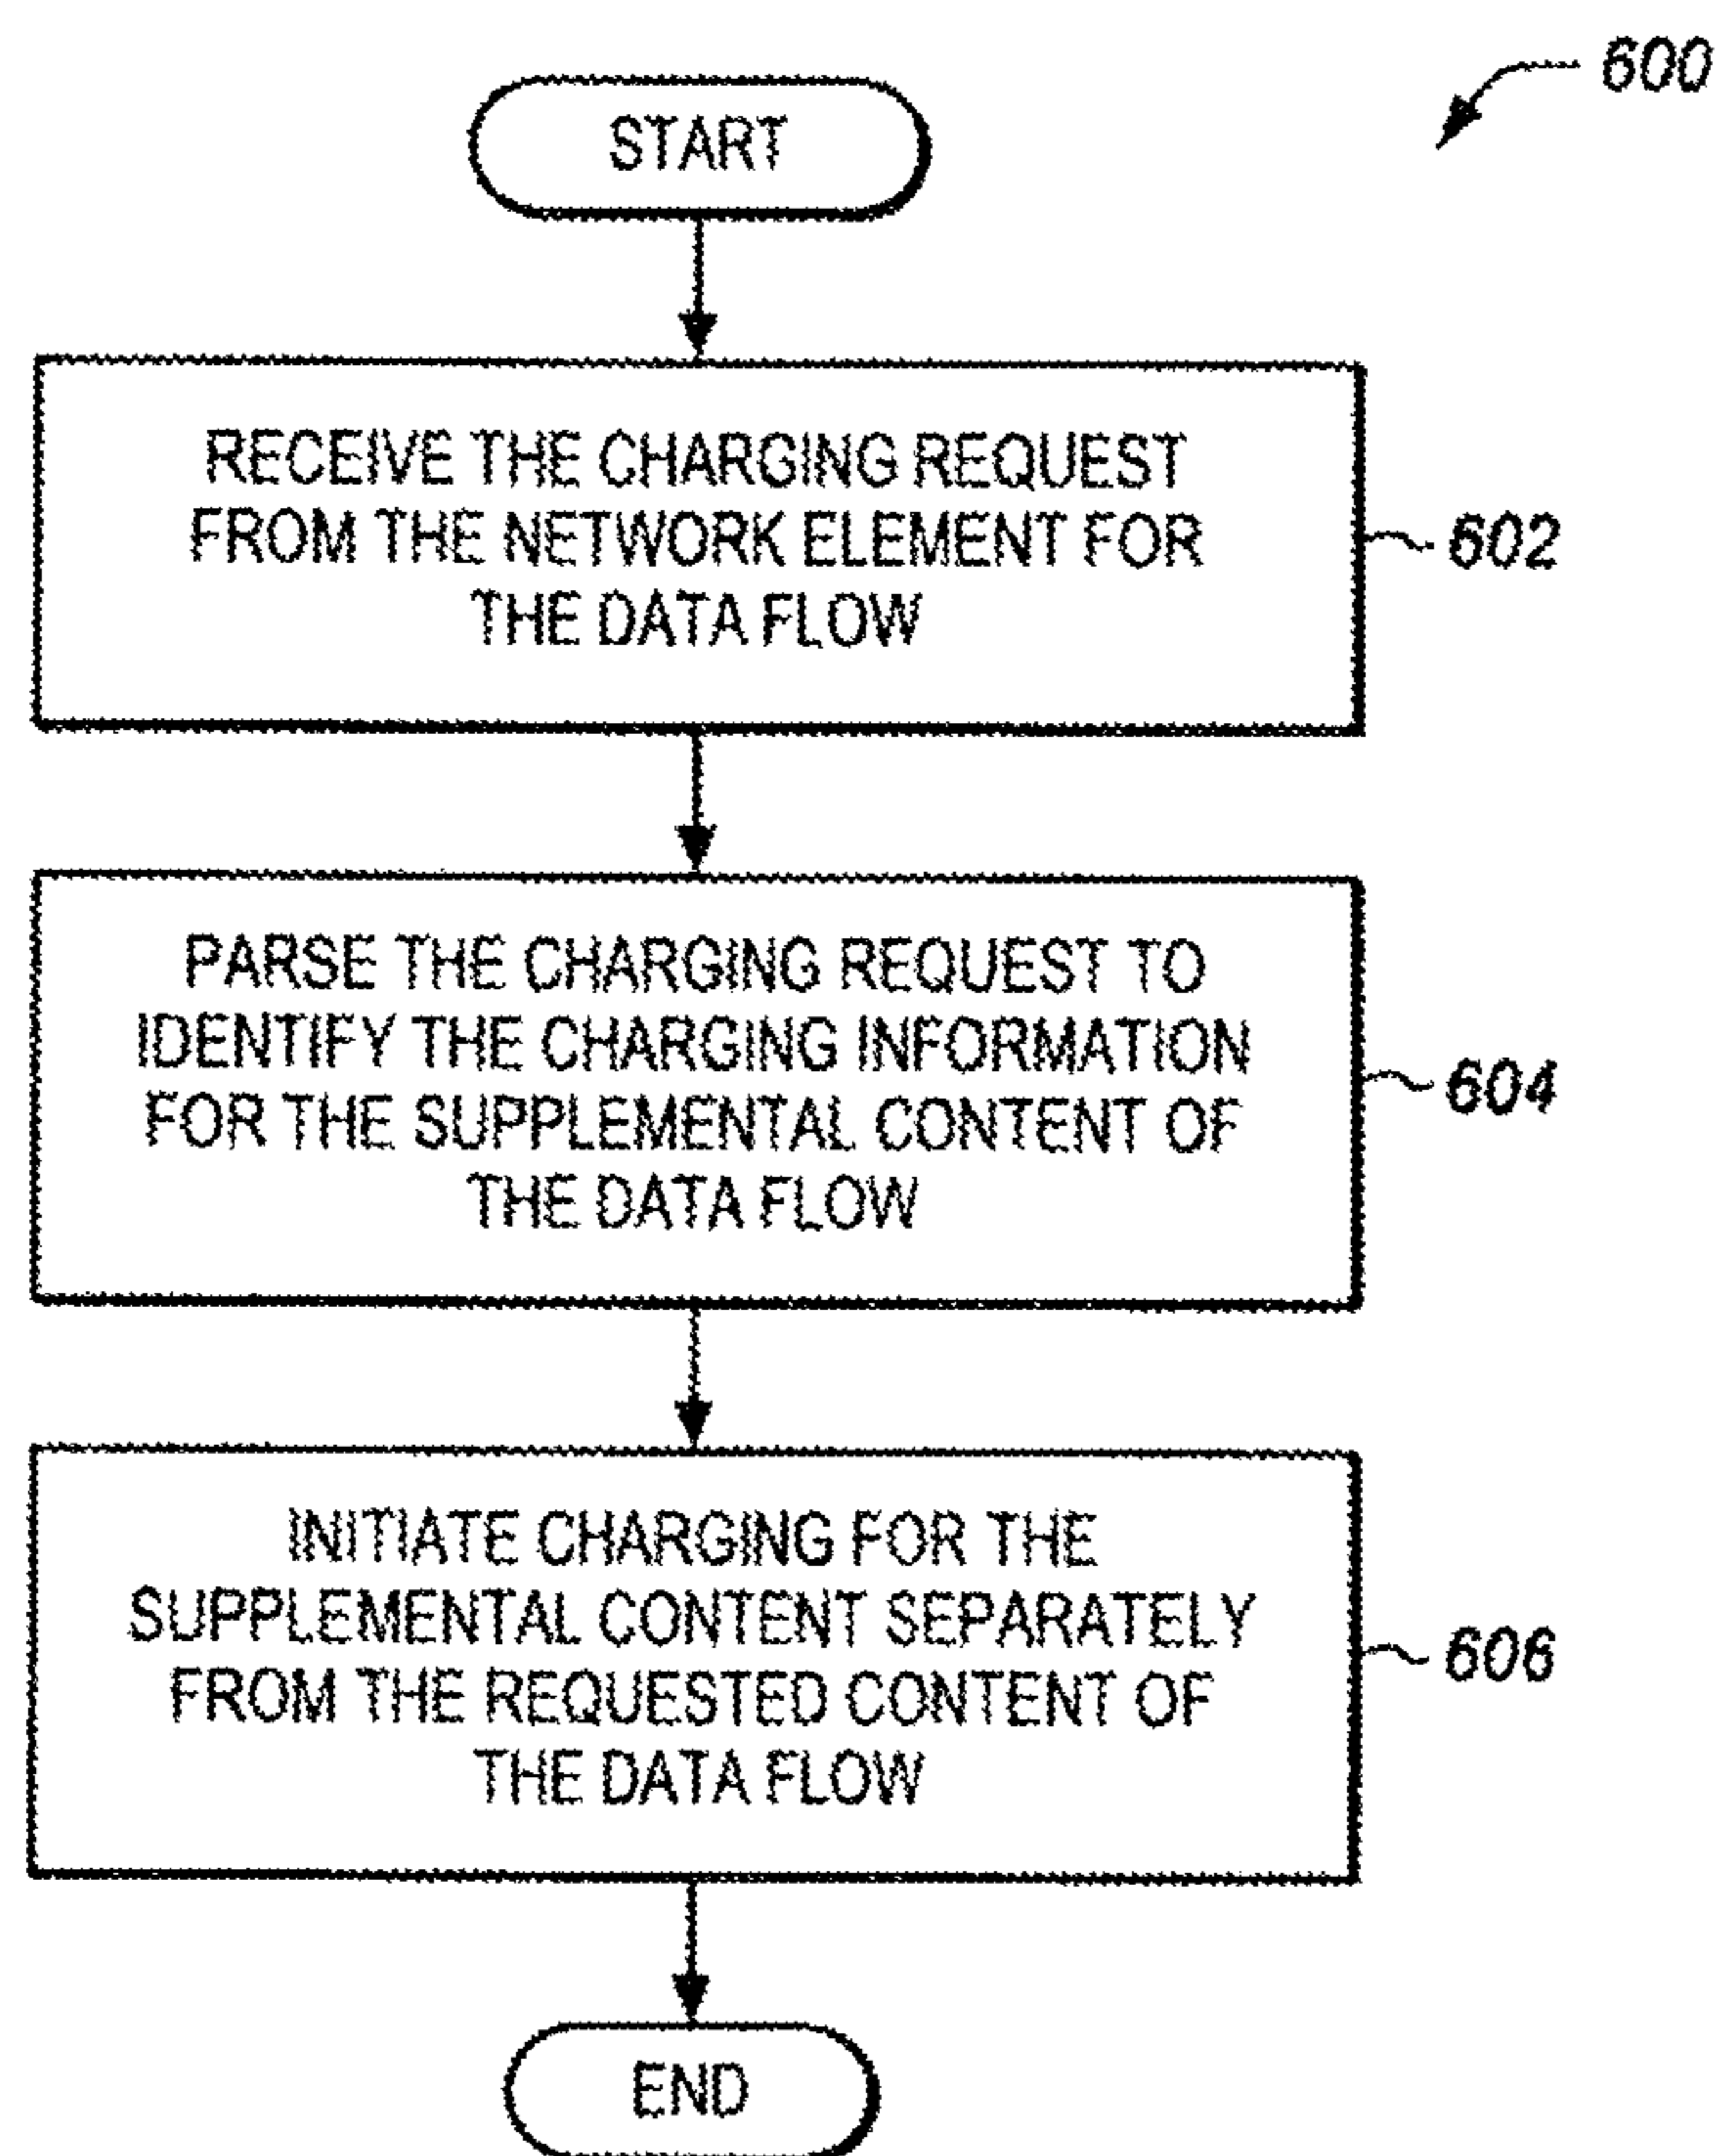 600
START
RECEIVE THE CHARGING REQUEST
FROM THE NETWORK ELEMENT FOR
THE DATA FLOW
602
PARSE THE CHARGING REQUEST TO
IDENTIFY THE CHARGING INFORMATION
FOR THE SUPPLEMENTAL CONTENT OF
THE DATA FLOW
604
INITIATE CHARGING FOR THE
SUPPLEMENTAL CONTENT SEPARATELY
FROM THE REQUESTED CONTENT OF
THE DATA FLOW
606
END